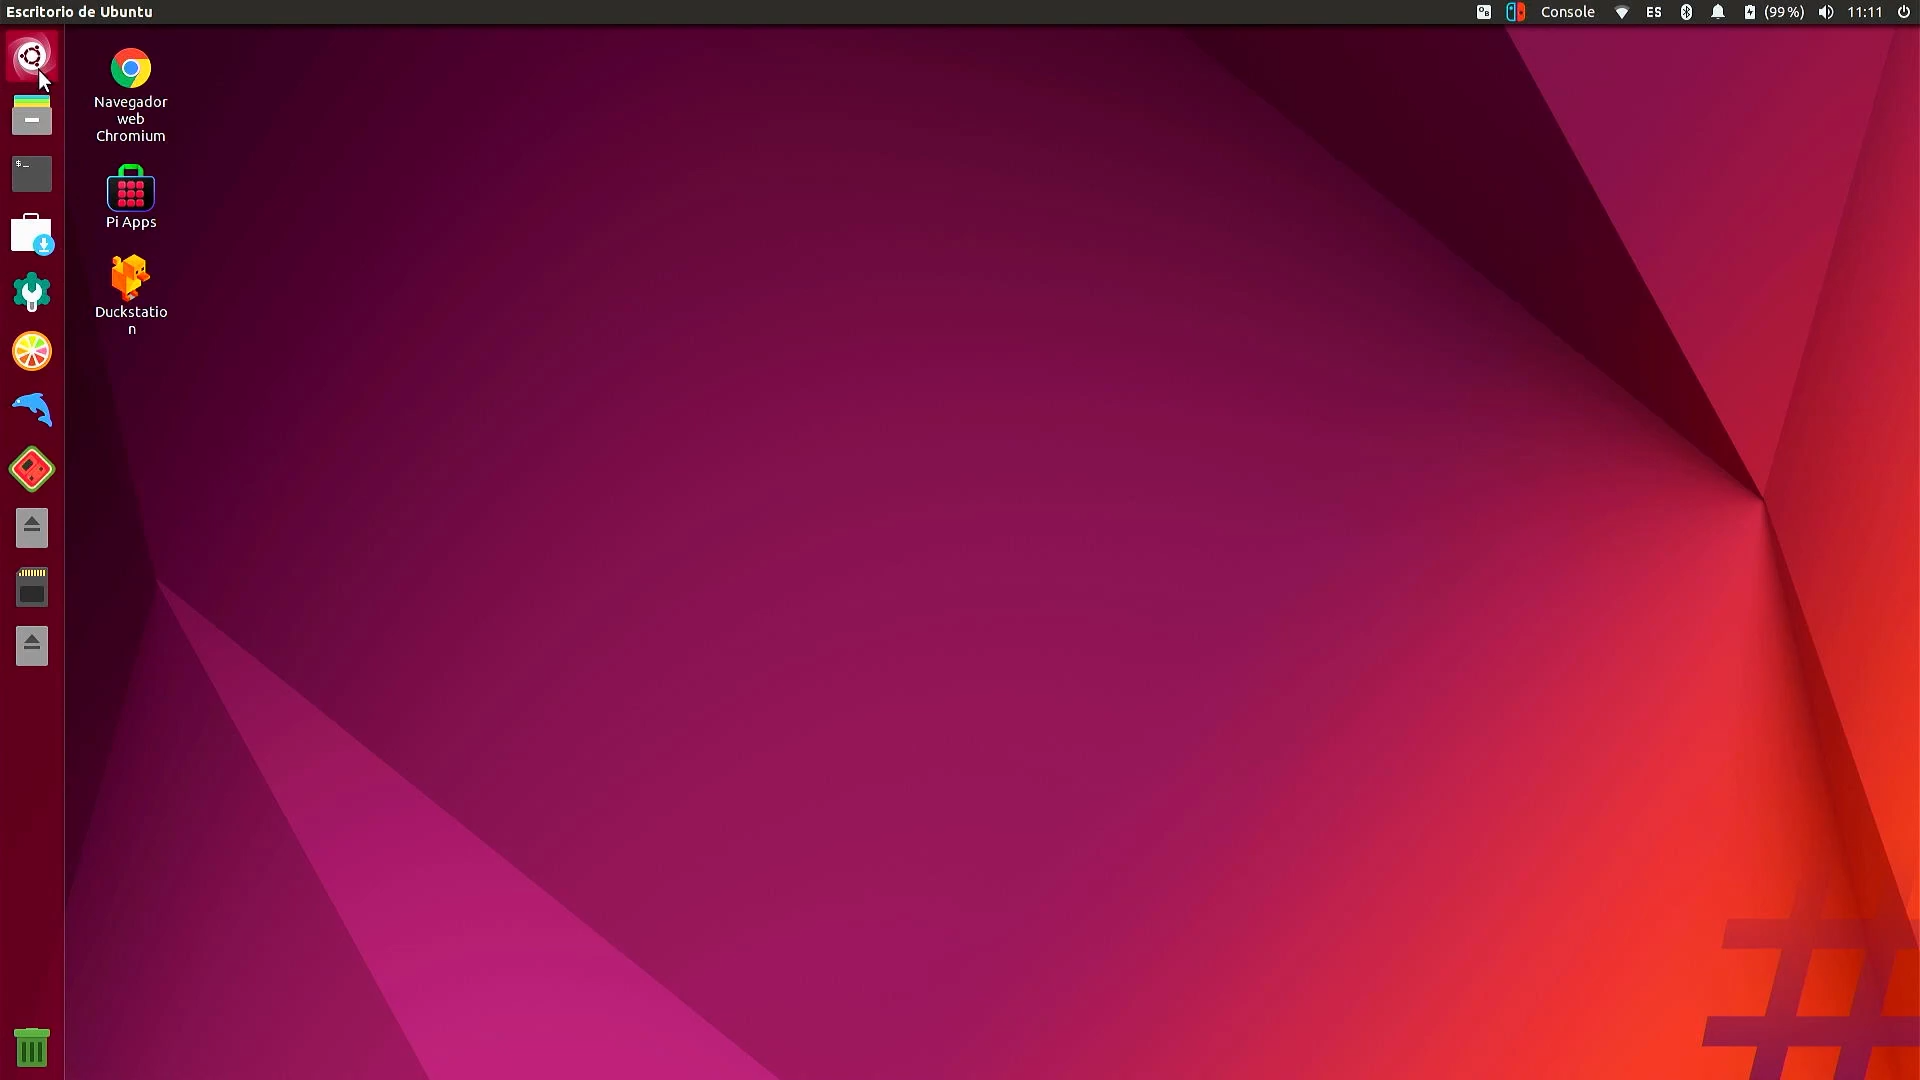 Escritorio de Ubuntu
Console
ES
(99%)
11:11
Navegador
web
Chromium
$_
Pi Apps
Duckstatio
n
#